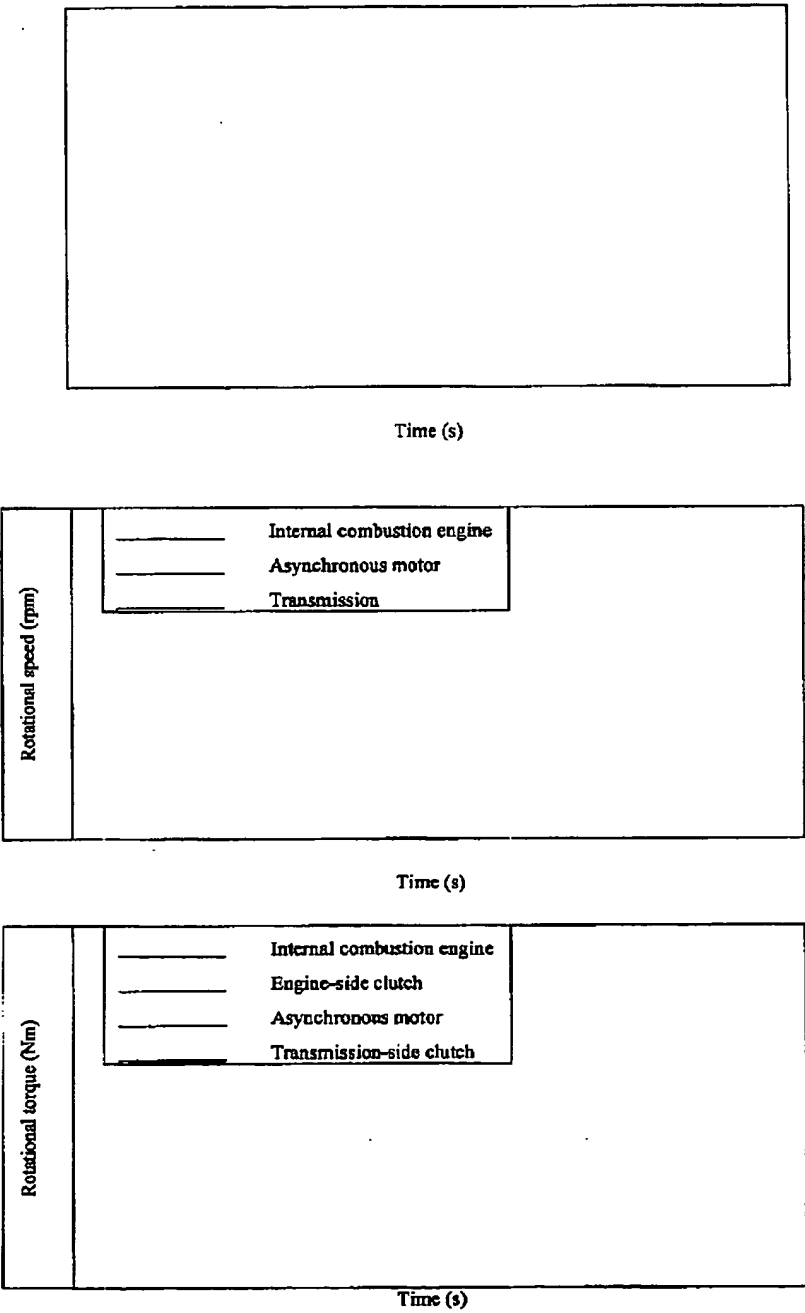 Time (s)
Rotational speed (rpm)
Internal combustion engine
Asynchronous motor
Transmission
Time (s)
Rotational torque (Nm)
Internal combustion engine
Engine-side clutch
Asynchronous motor
Transmission-side clutch
Time (s)